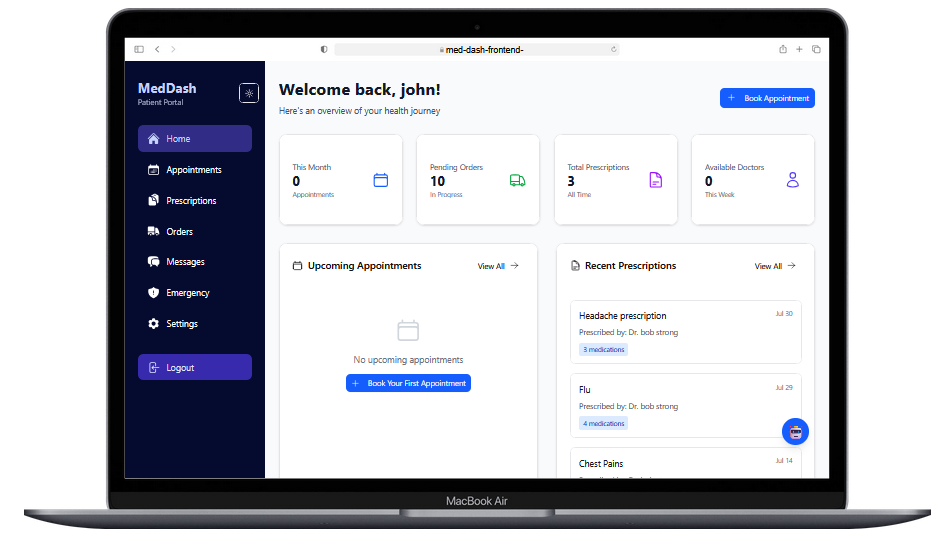 med-dash-frontend-
MedDash
Patient Portal
Home
Appointments
Prescriptions
Orders
Messages
Emergency
Settings
Logout
Welcome back, john!
Here's an overview of your health journey
+ Book Appointment
This Month
0
Appointments
Pending Orders
10
In Progress
Total Prescriptions
3
All Time
Available Doctors
0
This Week
Upcoming Appointments
View All →
No upcoming appointments
+ Book Your First Appointment
Recent Prescriptions
View All →
Headache prescription
Jul 30
Prescribed by: Dr. bob strong
3 medications
Flu
Jul 29
Prescribed by: Dr. bob strong
4 medications
Chest Pains
Jul 14
MacBook Air